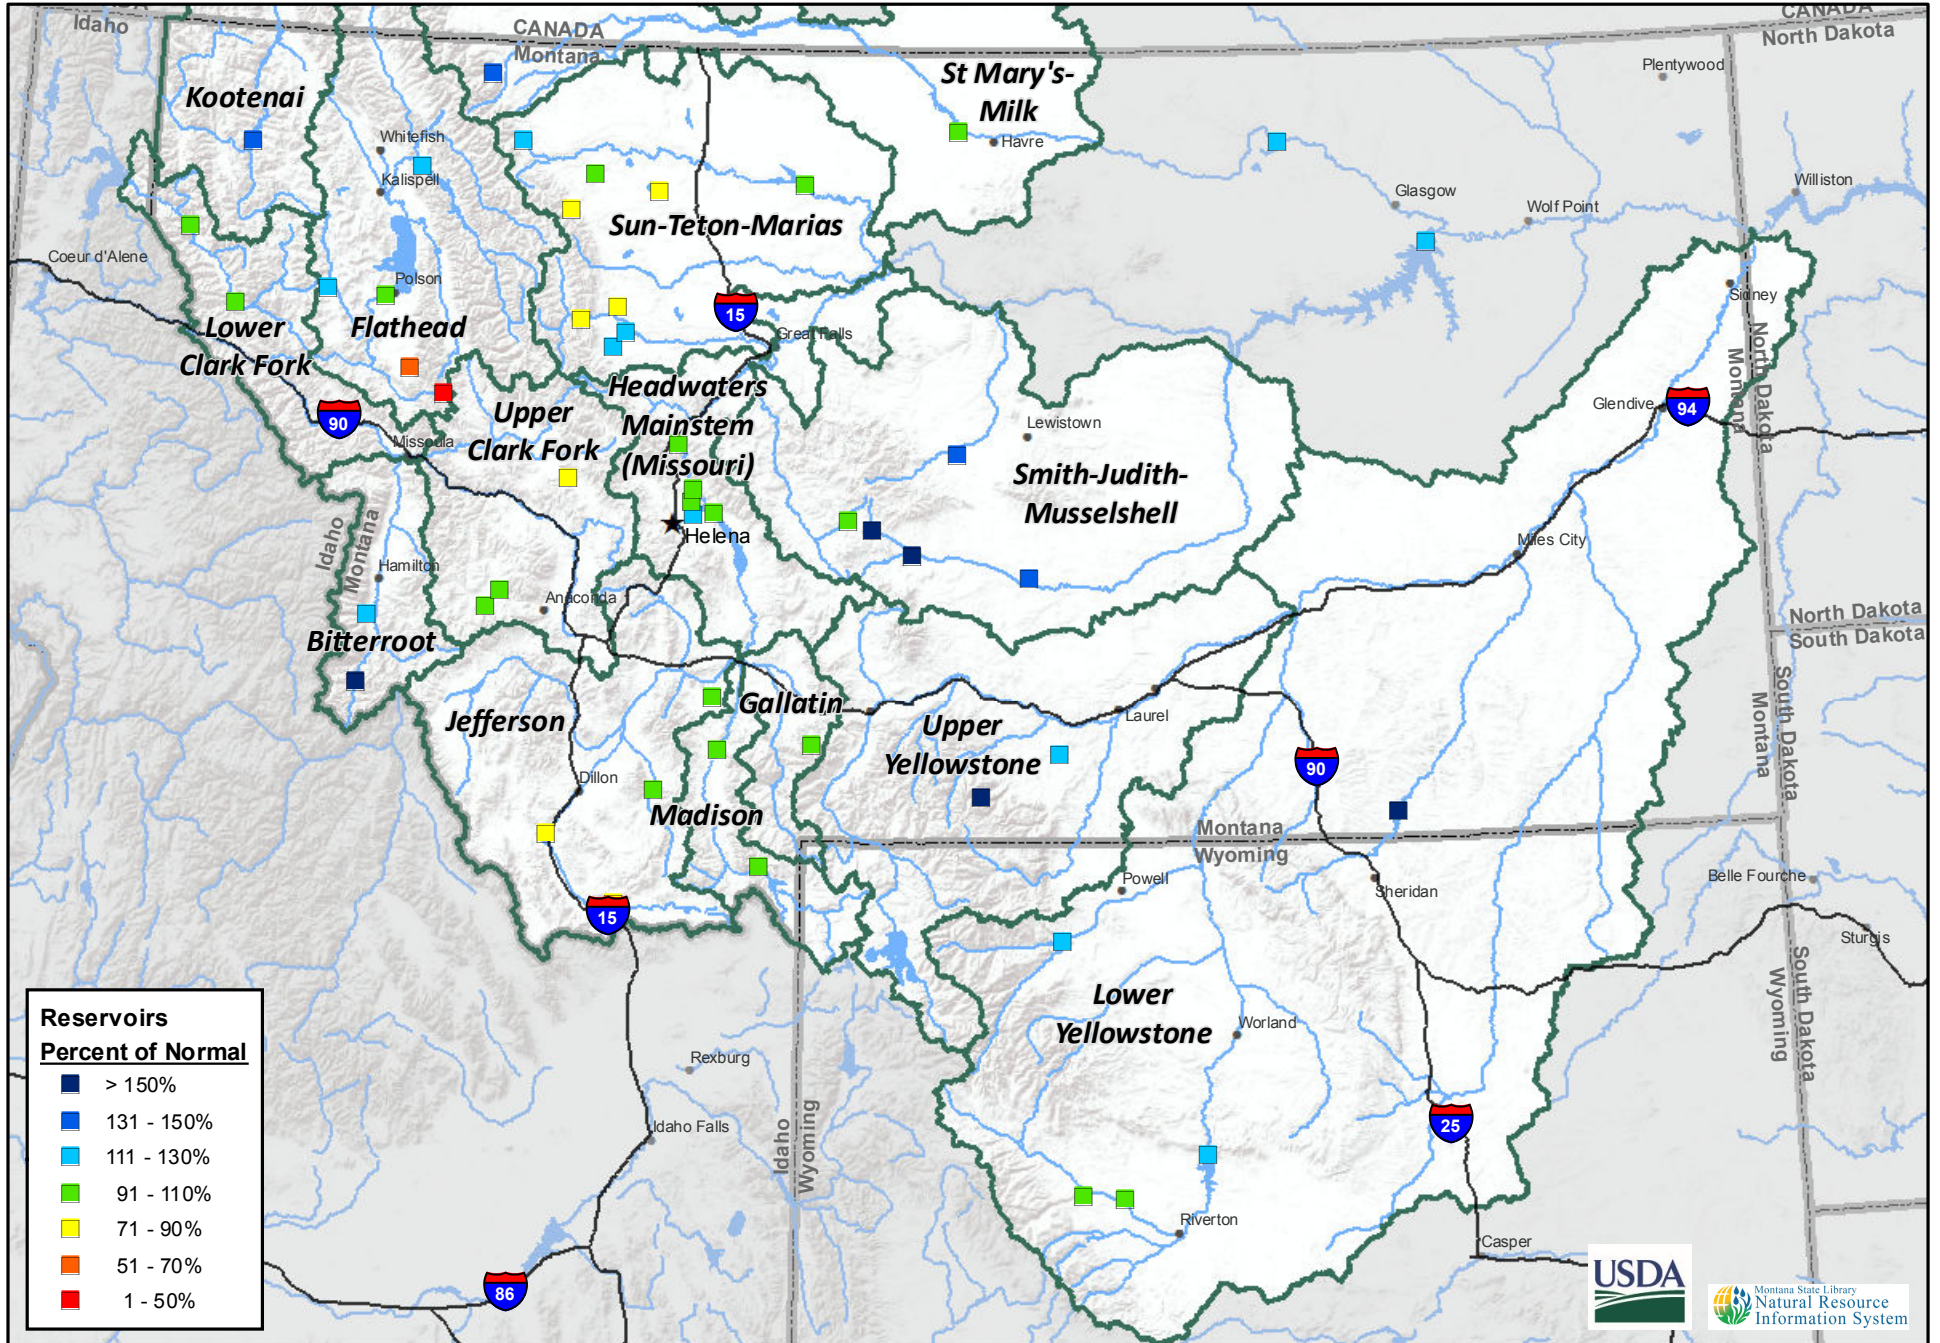 CANADA
Idaho
CANADA
Montana
CANADA
North Dakota
Plentywood
Kootenai
St Mary's-
Milk
Whitefish
Havre
Kalispell
Glasgow
Williston
Wolf Point
Sun-Teton-Marias
Coeur d'Alene
Polson
Sidney
15
Lower
Clark Fork
Flathead
Great Falls
North Dakota
Montana
Headwaters
Mainstem
(Missouri)
Upper
Clark Fork
90
Missoula
Lewistown
Glendive
94
Smith-Judith-
Musselshell
Helena
Idaho
Montana
Hamilton
Anaconda
Miles City
Bitterroot
North Dakota
South Dakota
Jefferson
Gallatin
Upper
Yellowstone
Laurel
South Dakota
Montana
90
Dillon
Madison
Montana
Wyoming
Powell
Sheridan
Belle Fourche
15
Sturgis
Lower
Yellowstone
South Dakota
Wyoming
Worland
Rexburg
Idaho Falls
Idaho
Wyoming
25
Riverton
Casper
86
Reservoirs
Percent of Normal
> 150%
131 - 150%
111 - 130%
91 - 110%
71 - 90%
51 - 70%
1 - 50%
USDA
Montana State Library
Natural Resource
Information System